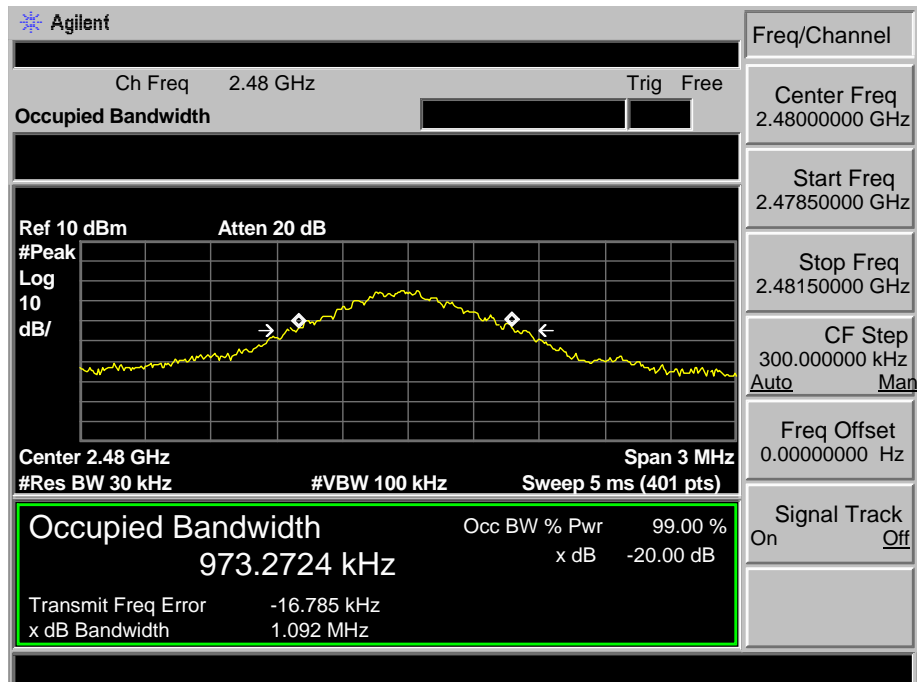 Agilent
Freq/Channel
Ch Freq 2.48 GHz Trig Free
Occupied Bandwidth
Center Freq
2.48000000 GHz
Start Freq
2.47850000 GHz
Stop Freq
2.48150000 GHz
CF Step
300.000000 kHz
Auto Man
Freq Offset
0.00000000 Hz
Signal Track
On Off
Ref 10 dBm Atten 20 dB
#Peak
Log
10
dB/
Center 2.48 GHz Span 3 MHz
#Res BW 30 kHz #VBW 100 kHz Sweep 5 ms (401 pts)
Occupied Bandwidth Occ BW % Pwr 99.00 %
973.2724 kHz x dB -20.00 dB
Transmit Freq Error -16.785 kHz
x dB Bandwidth 1.092 MHz